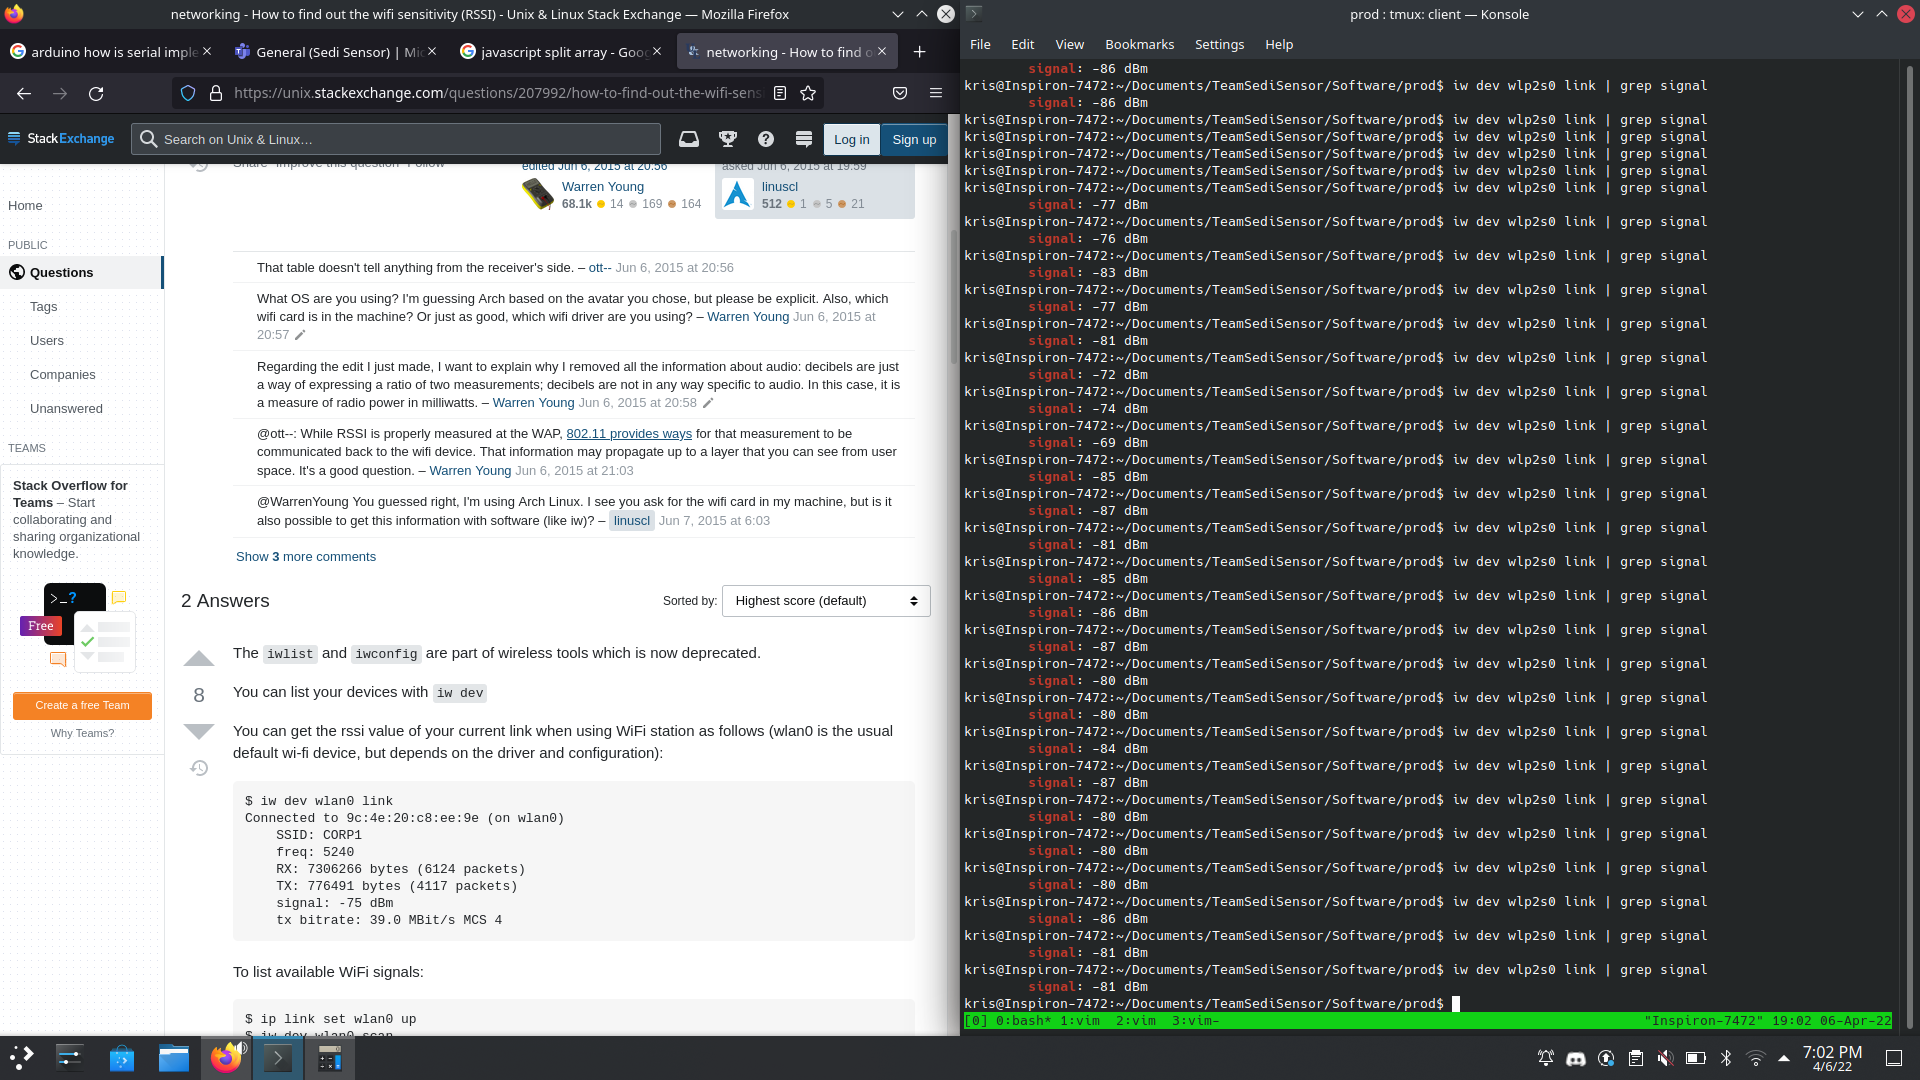 networking - How to find out the wifi sensitivity (RSSI) - Unix & Linux Stack Exchange — Mozilla Firefox
arduino how is serial imple
General (Sedi Sensor) | Mi
javascript split array - Goo
networking - How to find o
https://unix.stackexchange.com/questions/207992/how-to-find-out-the-wifi-sens
StackExchange
Search on Unix & Linux…
Log in
Sign up
Share Improve this question Follow
edited Jun 6, 2015 at 20:56
asked Jun 6, 2015 at 19:59
Warren Young
68.1k 14 169 164
linuscl
512 1 5 21
Home
PUBLIC
Questions
Tags
Users
Companies
Unanswered
TEAMS
Stack Overflow for
Teams – Start
collaborating and
sharing organizational
knowledge.
>_?
Free
Create a free Team
Why Teams?
That table doesn't tell anything from the receiver's side. – ott-- Jun 6, 2015 at 20:56
What OS are you using? I'm guessing Arch based on the avatar you chose, but please be explicit. Also, which
wifi card is in the machine? Or just as good, which wifi driver are you using? – Warren Young Jun 6, 2015 at
20:57
Regarding the edit I just made, I want to explain why I removed all the information about audio: decibels are just
a way of expressing a ratio of two measurements; decibels are not in any way specific to audio. In this case, it is
a measure of radio power in milliwatts. – Warren Young Jun 6, 2015 at 20:58
@ott--: While RSSI is properly measured at the WAP, 802.11 provides ways for that measurement to be
communicated back to the wifi device. That information may propagate up to a layer that you can see from user
space. It's a good question. – Warren Young Jun 6, 2015 at 21:03
@WarrenYoung You guessed right, I'm using Arch Linux. I see you ask for the wifi card in my machine, but is it
also possible to get this information with software (like iw)? – linuscl Jun 7, 2015 at 6:03
Show 3 more comments
2 Answers
Sorted by:
Highest score (default)
8
The iwlist and iwconfig are part of wireless tools which is now deprecated.
You can list your devices with iw dev
You can get the rssi value of your current link when using WiFi station as follows (wlan0 is the usual
default wi-fi device, but depends on the driver and configuration):
$ iw dev wlan0 link
Connected to 9c:4e:20:c8:ee:9e (on wlan0)
SSID: CORP1
freq: 5240
RX: 7306266 bytes (6124 packets)
TX: 776491 bytes (4117 packets)
signal: -75 dBm
tx bitrate: 39.0 MBit/s MCS 4
To list available WiFi signals:
$ ip link set wlan0 up
$ iw dev wlan0 scan
prod : tmux: client — Konsole
File Edit View Bookmarks Settings Help
signal: -86 dBm
kris@Inspiron-7472:~/Documents/TeamSediSensor/Software/prod$ iw dev wlp2s0 link | grep signal
signal: -86 dBm
kris@Inspiron-7472:~/Documents/TeamSediSensor/Software/prod$ iw dev wlp2s0 link | grep signal
kris@Inspiron-7472:~/Documents/TeamSediSensor/Software/prod$ iw dev wlp2s0 link | grep signal
kris@Inspiron-7472:~/Documents/TeamSediSensor/Software/prod$ iw dev wlp2s0 link | grep signal
kris@Inspiron-7472:~/Documents/TeamSediSensor/Software/prod$ iw dev wlp2s0 link | grep signal
kris@Inspiron-7472:~/Documents/TeamSediSensor/Software/prod$ iw dev wlp2s0 link | grep signal
signal: -77 dBm
kris@Inspiron-7472:~/Documents/TeamSediSensor/Software/prod$ iw dev wlp2s0 link | grep signal
signal: -76 dBm
kris@Inspiron-7472:~/Documents/TeamSediSensor/Software/prod$ iw dev wlp2s0 link | grep signal
signal: -83 dBm
kris@Inspiron-7472:~/Documents/TeamSediSensor/Software/prod$ iw dev wlp2s0 link | grep signal
signal: -77 dBm
kris@Inspiron-7472:~/Documents/TeamSediSensor/Software/prod$ iw dev wlp2s0 link | grep signal
signal: -81 dBm
kris@Inspiron-7472:~/Documents/TeamSediSensor/Software/prod$ iw dev wlp2s0 link | grep signal
signal: -72 dBm
kris@Inspiron-7472:~/Documents/TeamSediSensor/Software/prod$ iw dev wlp2s0 link | grep signal
signal: -74 dBm
kris@Inspiron-7472:~/Documents/TeamSediSensor/Software/prod$ iw dev wlp2s0 link | grep signal
signal: -69 dBm
kris@Inspiron-7472:~/Documents/TeamSediSensor/Software/prod$ iw dev wlp2s0 link | grep signal
signal: -85 dBm
kris@Inspiron-7472:~/Documents/TeamSediSensor/Software/prod$ iw dev wlp2s0 link | grep signal
signal: -87 dBm
kris@Inspiron-7472:~/Documents/TeamSediSensor/Software/prod$ iw dev wlp2s0 link | grep signal
signal: -81 dBm
kris@Inspiron-7472:~/Documents/TeamSediSensor/Software/prod$ iw dev wlp2s0 link | grep signal
signal: -85 dBm
kris@Inspiron-7472:~/Documents/TeamSediSensor/Software/prod$ iw dev wlp2s0 link | grep signal
signal: -86 dBm
kris@Inspiron-7472:~/Documents/TeamSediSensor/Software/prod$ iw dev wlp2s0 link | grep signal
signal: -87 dBm
kris@Inspiron-7472:~/Documents/TeamSediSensor/Software/prod$ iw dev wlp2s0 link | grep signal
signal: -80 dBm
kris@Inspiron-7472:~/Documents/TeamSediSensor/Software/prod$ iw dev wlp2s0 link | grep signal
signal: -80 dBm
kris@Inspiron-7472:~/Documents/TeamSediSensor/Software/prod$ iw dev wlp2s0 link | grep signal
signal: -84 dBm
kris@Inspiron-7472:~/Documents/TeamSediSensor/Software/prod$ iw dev wlp2s0 link | grep signal
signal: -87 dBm
kris@Inspiron-7472:~/Documents/TeamSediSensor/Software/prod$ iw dev wlp2s0 link | grep signal
signal: -80 dBm
kris@Inspiron-7472:~/Documents/TeamSediSensor/Software/prod$ iw dev wlp2s0 link | grep signal
signal: -80 dBm
kris@Inspiron-7472:~/Documents/TeamSediSensor/Software/prod$ iw dev wlp2s0 link | grep signal
signal: -80 dBm
kris@Inspiron-7472:~/Documents/TeamSediSensor/Software/prod$ iw dev wlp2s0 link | grep signal
signal: -86 dBm
kris@Inspiron-7472:~/Documents/TeamSediSensor/Software/prod$ iw dev wlp2s0 link | grep signal
signal: -81 dBm
kris@Inspiron-7472:~/Documents/TeamSediSensor/Software/prod$ iw dev wlp2s0 link | grep signal
signal: -81 dBm
kris@Inspiron-7472:~/Documents/TeamSediSensor/Software/prod$
[0] 0:bash* 1:vim 2:vim 3:vim- "Inspiron-7472" 19:02 06-Apr-22
7:02 PM
4/6/22